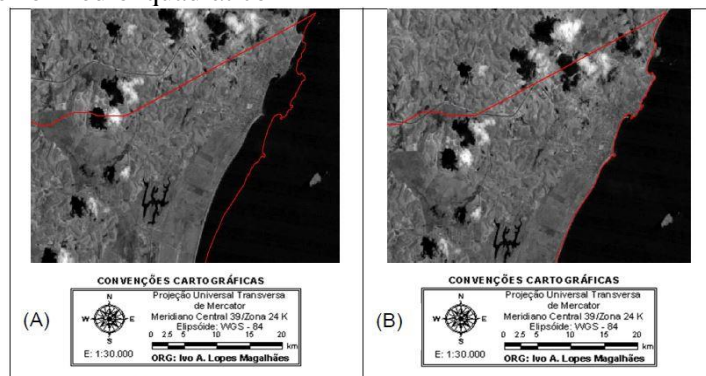 CONVENÇÕES CARTOGRÁFICAS
(A)
N
W E
S
E: 1:30.000
Projeção Universal Transversa
de Mercator
Meridiano Central 39/Zona 24 K
Elipsóide: WGS - 84
0 2.5 5 10 15 20
km
ORG: Ivo A. Lopes Magalhães
CONVENÇÕES CARTOGRÁFICAS
(B)
N
W E
S
E: 1:30.000
Projeção Universal Transversa
de Mercator
Meridiano Central 39/Zona 24 K
Elipsóide: WGS - 84
0 2.5 5 10 15 20
km
ORG: Ivo A. Lopes Magalhães